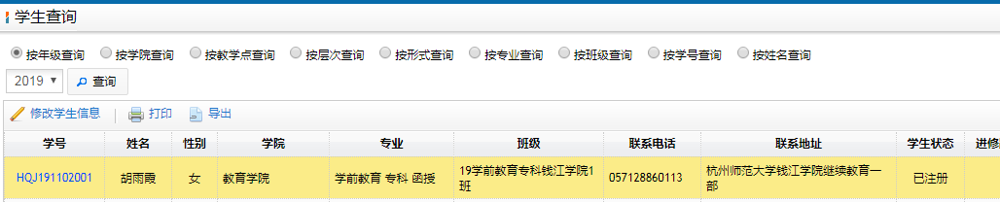 学生查询
按年级查询 按学院查询 按教学点查询 按层次查询 按形式查询 按专业查询 按班级查询 按学号查询 按姓名查询
2019 查询
修改学生信息 打印 导出
学号 姓名 性别 学院 专业 班级 联系电话 联系地址 学生状态 进修
HQJ191102001 胡雨霞 女 教育学院 学前教育 专科 函授 19学前教育专科钱江学院1 057128860113 杭州师范大学钱江学院继续教育一 已注册
班 部